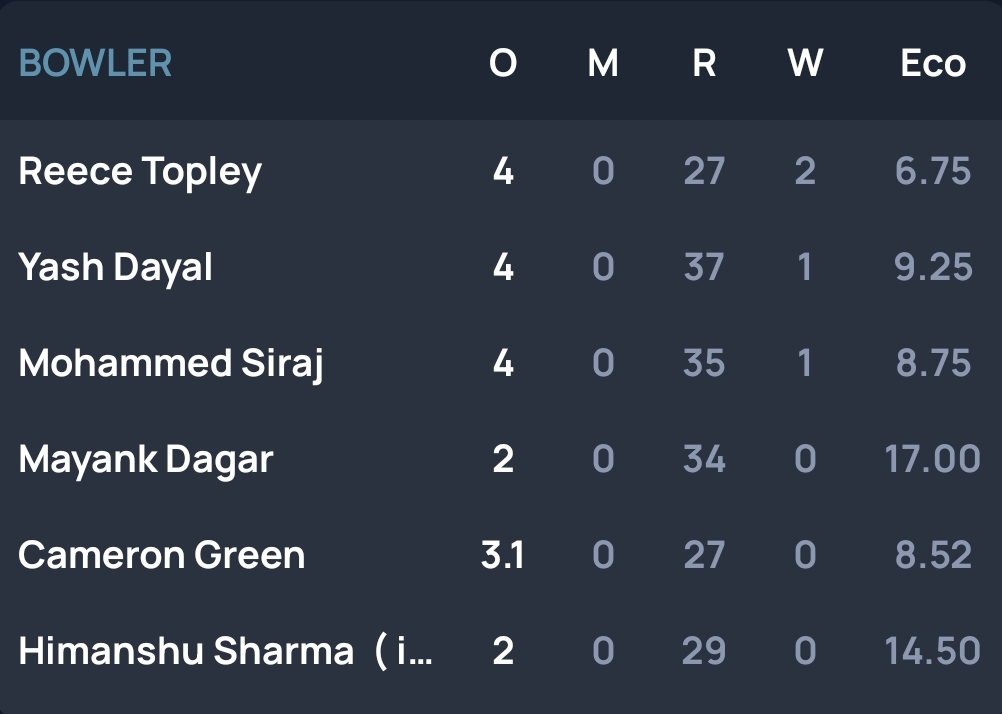 BOWLER O M R W Eco
Reece Topley 4 0 27 2 6.75
Yash Dayal 4 0 37 1 9.25
Mohammed Siraj 4 0 35 1 8.75
Mayank Dagar 2 0 34 0 17.00
Cameron Green 3.1 0 27 0 8.52
Himanshu Sharma ( i... 2 0 29 0 14.50